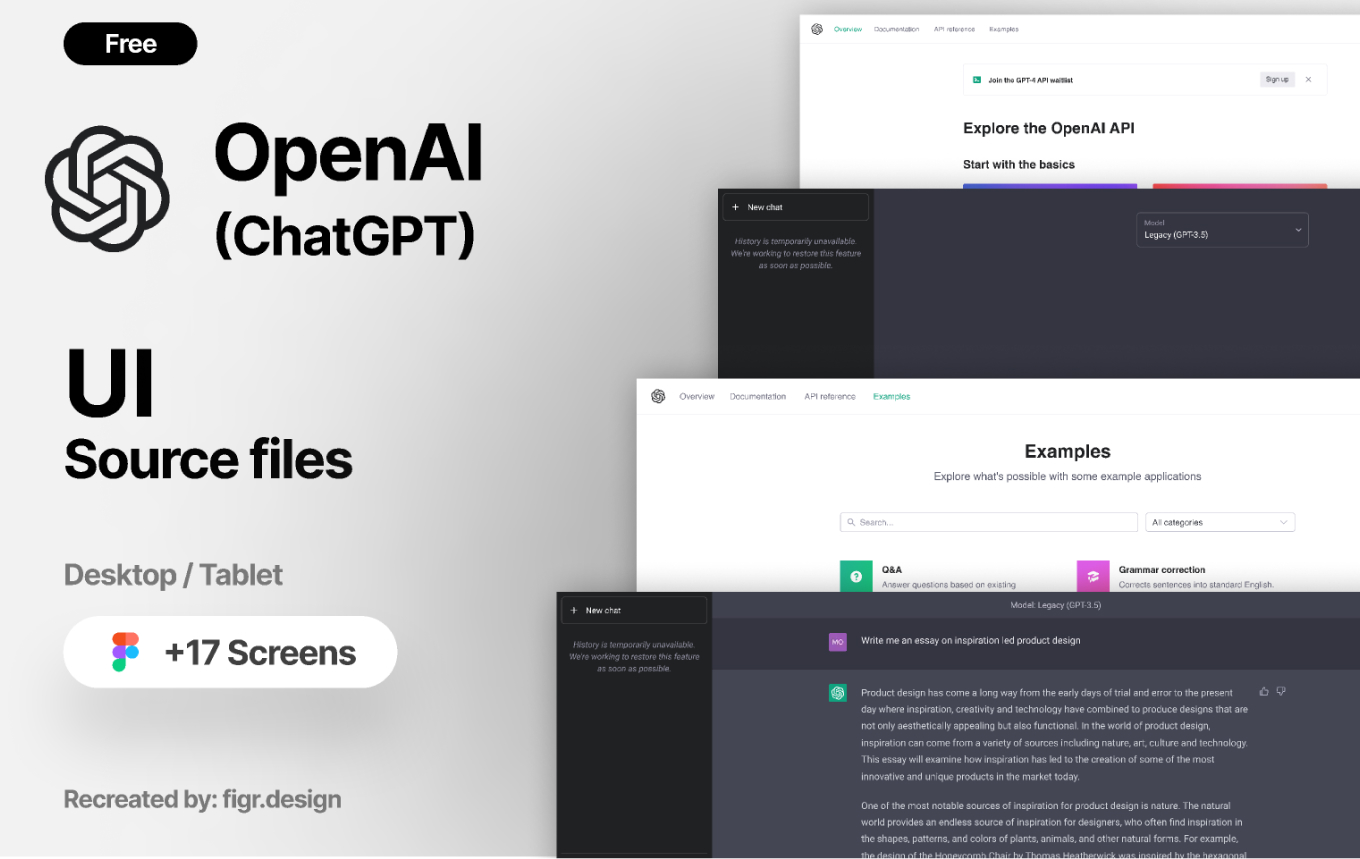 Free
OpenAI
(ChatGPT)
UI
Source files
Desktop / Tablet
+17 Screens
Recreated by: figr.design
Overview Documentation API reference Examples
Join the GPT-4 API waitlist Sign up
Explore the OpenAI API
Start with the basics
+ New chat
History is temporarily unavailable.
We're working to restore this feature
as soon as possible.
Model
Legacy (GPT-3.5)
Overview Documentation API reference Examples
Examples
Explore what's possible with some example applications
Search... All categories
Q&A
Answer questions based on existing
Grammar correction
Corrects sentences into standard English.
+ New chat
History is temporarily unavailable.
We're working to restore this feature
as soon as possible.
Model: Legacy (GPT-3.5)
MO Write me an essay on inspiration led product design
Product design has come a long way from the early days of trial and error to the present
day where inspiration, creativity and technology have combined to produce designs that are
not only aesthetically appealing but also functional. In the world of product design,
inspiration can come from a variety of sources including nature, art, culture and technology.
This essay will examine how inspiration has led to the creation of some of the most
innovative and unique products in the market today.
One of the most notable sources of inspiration for product design is nature. The natural
world provides an endless source of inspiration for designers, who often find inspiration in
the shapes, patterns, and colors of plants, animals, and other natural forms. For example,
the design of the Honeycomb Chair by Thomas Heatherwick was inspired by the hexagonal